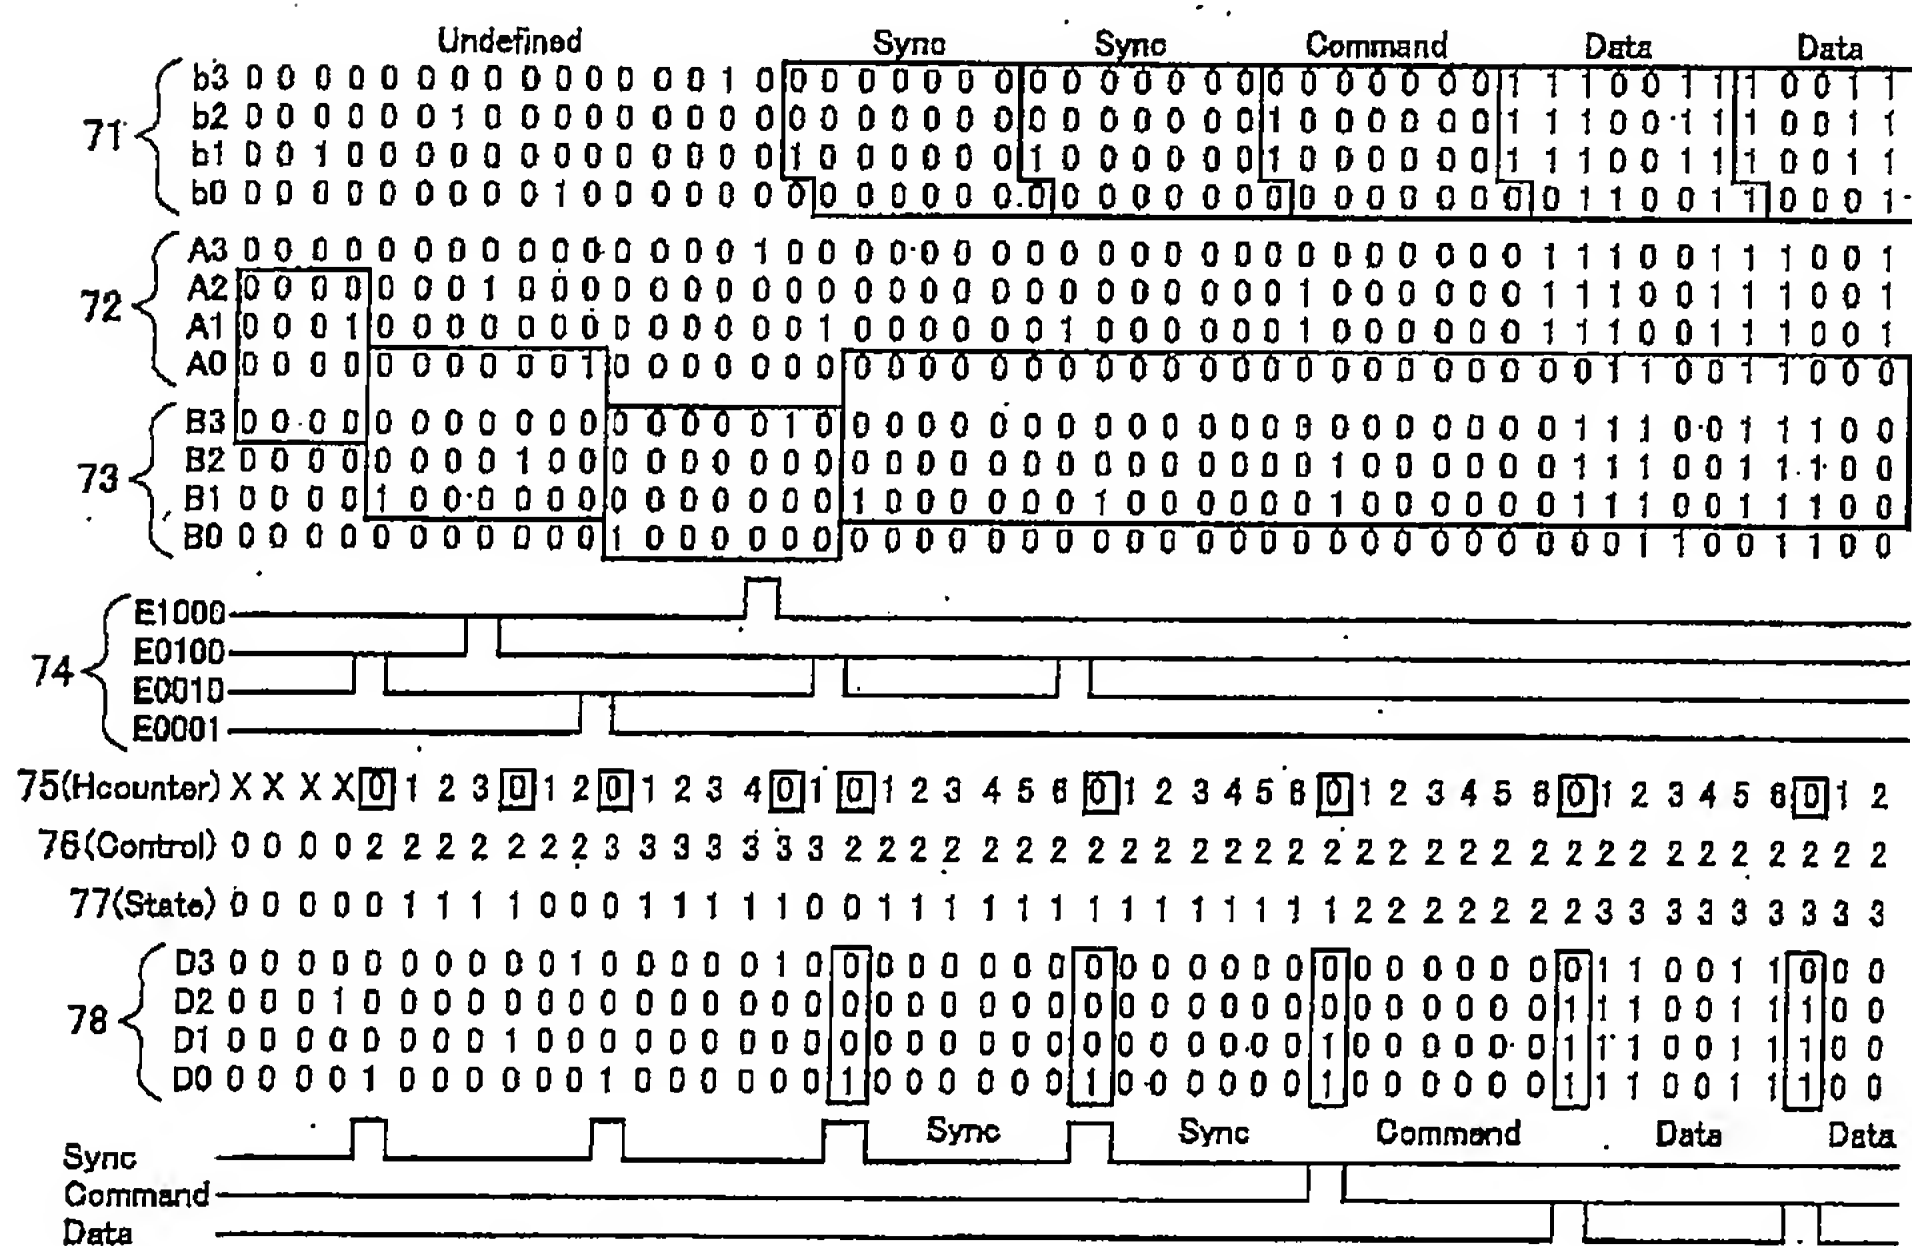 Undefined Sync Sync Command Data Data
71 b3 0 0 0 0 0 0 0 0 0 0 0 0 0 0 1 0 0 0 0 0 0 0 0 0 0 0 0 0 0 0 0 0 0 0 0 0 0 1 1 1 0 0 1 1 1 0 0 1 1
b2 0 0 0 0 0 0 1 0 0 0 0 0 0 0 0 0 0 0 0 0 0 0 0 0 0 0 0 0 0 0 1 0 0 0 0 0 0 1 1 1 0 0 1 1 1 0 0 1 1
b1 0 0 1 0 0 0 0 0 0 0 0 0 0 0 0 0 1 0 0 0 0 0 0 1 0 0 0 0 0 0 1 0 0 0 0 0 0 1 1 1 0 0 1 1 1 0 0 1 1
b0 0 0 0 0 0 0 0 0 0 1 0 0 0 0 0 0 0 0 0 0 0 0 0 0 0 0 0 0 0 0 0 0 0 0 0 0 0 0 0 1 1 0 0 1 1 0 0 0 1
72 A3 0 0 0 0 0 0 0 0 0 0 0 0 0 0 0 1 0 0 0 0 0 0 0 0 0 0 0 0 0 0 0 0 0 0 0 0 0 0 1 1 1 0 0 1 1 1 0 0 1
A2 0 0 0 0 0 0 0 1 0 0 0 0 0 0 0 0 0 0 0 0 0 0 0 0 0 0 0 0 0 0 0 1 0 0 0 0 0 0 1 1 1 0 0 1 1 1 0 0 1
A1 0 0 0 1 0 0 0 0 0 0 0 0 0 0 0 0 0 1 0 0 0 0 0 0 1 0 0 0 0 0 0 1 0 0 0 0 0 0 1 1 1 0 0 1 1 1 0 0 1
A0 0 0 0 0 0 0 0 0 0 0 1 0 0 0 0 0 0 0 0 0 0 0 0 0 0 0 0 0 0 0 0 0 0 0 0 0 0 0 0 0 1 1 0 0 1 1 0 0 0
73 B3 0 0 0 0 0 0 0 0 0 0 0 0 0 0 0 0 1 0 0 0 0 0 0 0 0 0 0 0 0 0 0 0 0 0 0 0 0 0 0 1 1 1 0 0 1 1 1 0 0
B2 0 0 0 0 0 0 0 0 1 0 0 0 0 0 0 0 0 0 0 0 0 0 0 0 0 0 0 0 0 0 0 0 1 0 0 0 0 0 0 1 1 1 0 0 1 1 1 0 0
B1 0 0 0 0 1 0 0 0 0 0 0 0 0 0 0 0 0 0 1 0 0 0 0 0 0 1 0 0 0 0 0 0 1 0 0 0 0 0 0 1 1 1 0 0 1 1 1 0 0
B0 0 0 0 0 0 0 0 0 0 0 0 1 0 0 0 0 0 0 0 0 0 0 0 0 0 0 0 0 0 0 0 0 0 0 0 0 0 0 0 0 0 1 1 0 0 1 1 0 0
74 E1000
E0100
E0010
E0001
75(Hcounter) X X X X 0 1 2 3 0 1 2 0 1 2 3 4 0 1 0 1 2 3 4 5 6 0 1 2 3 4 5 6 0 1 2 3 4 5 6 0 1 2 3 4 5 6 0 1 2
76(Control) 0 0 0 0 2 2 2 2 2 2 2 3 3 3 3 3 3 3 2 2 2 2 2 2 2 2 2 2 2 2 2 2 2 2 2 2 2 2 2 2 2 2 2 2 2 2 2 2 2
77(State) 0 0 0 0 0 1 1 1 1 0 0 0 1 1 1 1 1 0 0 1 1 1 1 1 1 1 1 1 1 1 1 1 1 2 2 2 2 2 2 2 3 3 3 3 3 3 3 3 3
78 D3 0 0 0 0 0 0 0 0 0 0 1 0 0 0 0 0 1 0 0 0 0 0 0 0 0 0 0 0 0 0 0 0 0 0 0 0 0 0 0 0 1 1 0 0 1 1 0 0 0
D2 0 0 0 1 0 0 0 0 0 0 0 0 0 0 0 0 0 0 0 0 0 0 0 0 0 0 0 0 0 0 0 0 0 0 0 0 0 0 0 1 1 1 0 0 1 1 1 0 0
D1 0 0 0 0 0 0 0 0 1 0 0 0 0 0 0 0 0 0 0 0 0 0 0 0 0 0 0 0 0 0 0 0 1 0 0 0 0 0 0 1 1 1 0 0 1 1 1 0 0
D0 0 0 0 0 1 0 0 0 0 0 0 1 0 0 0 0 0 0 1 0 0 0 0 0 0 1 0 0 0 0 0 0 1 0 0 0 0 0 0 1 1 1 0 0 1 1 1 0 0
Sync Sync Sync Command Data Data
Command
Data